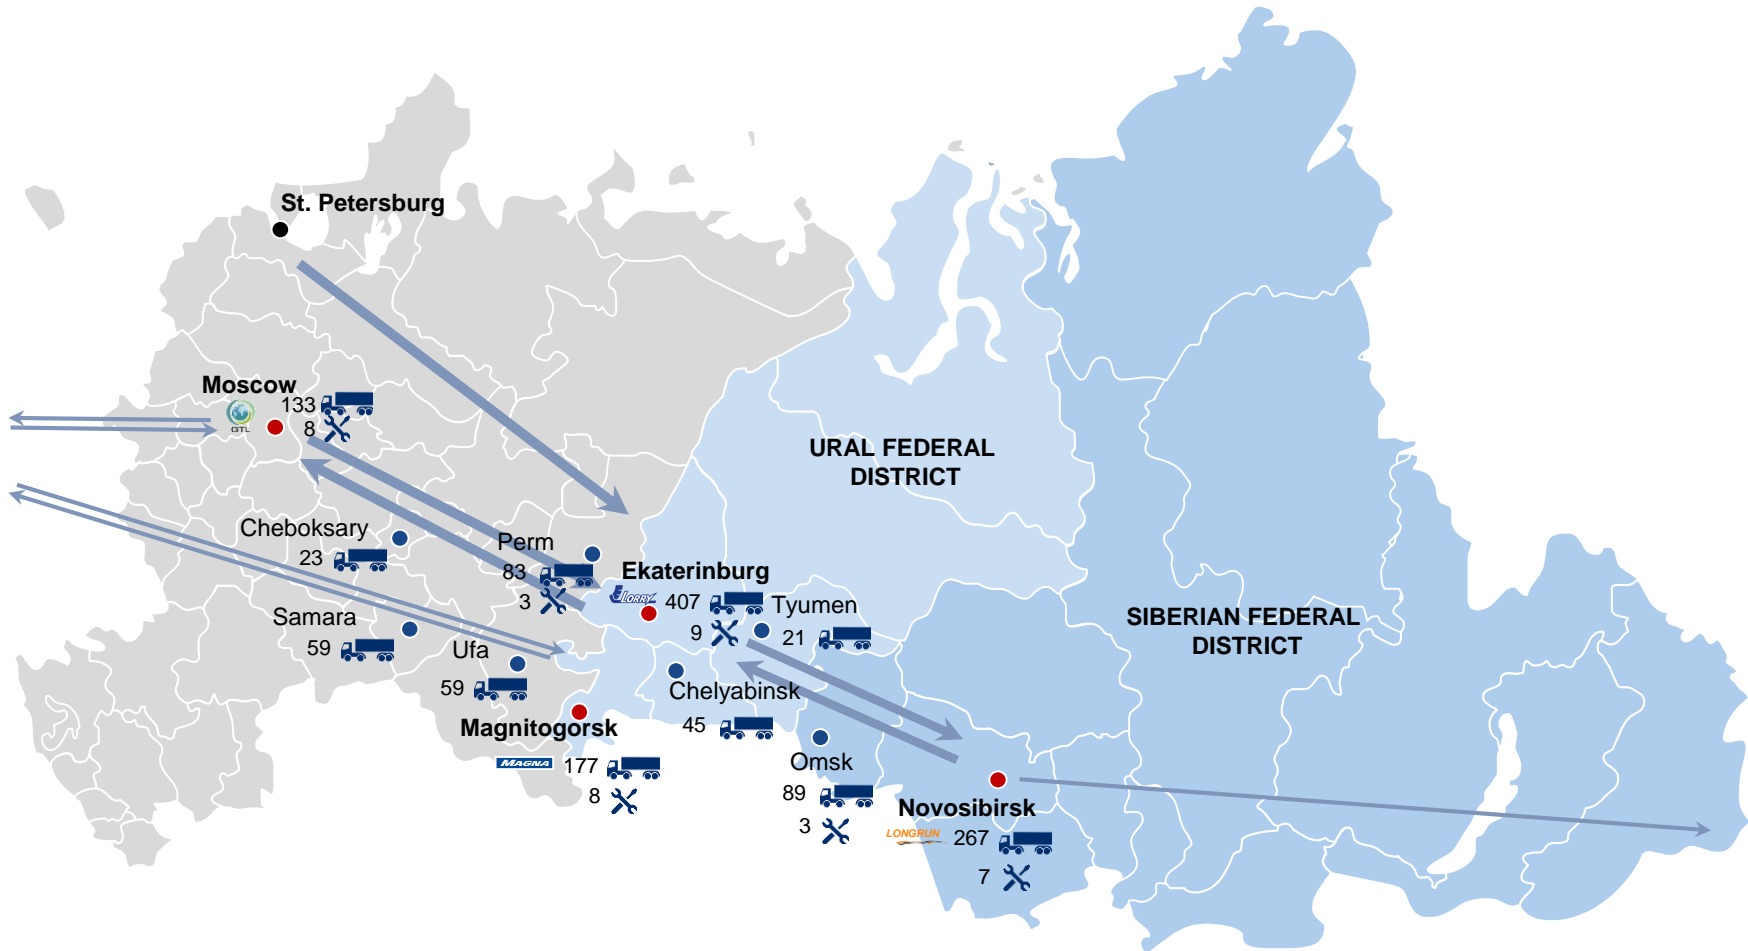 St. Petersburg
Moscow
133
GTL
8
URAL FEDERAL
DISTRICT
Cheboksary
23
Perm
83
3
Ekaterinburg
LORRY
407
9
Tyumen
21
Samara
59
Ufa
59
SIBERIAN FEDERAL
DISTRICT
Chelyabinsk
45
Magnitogorsk
MAGNA
177
8
Omsk
89
3
Novosibirsk
LONGRUN
267
7